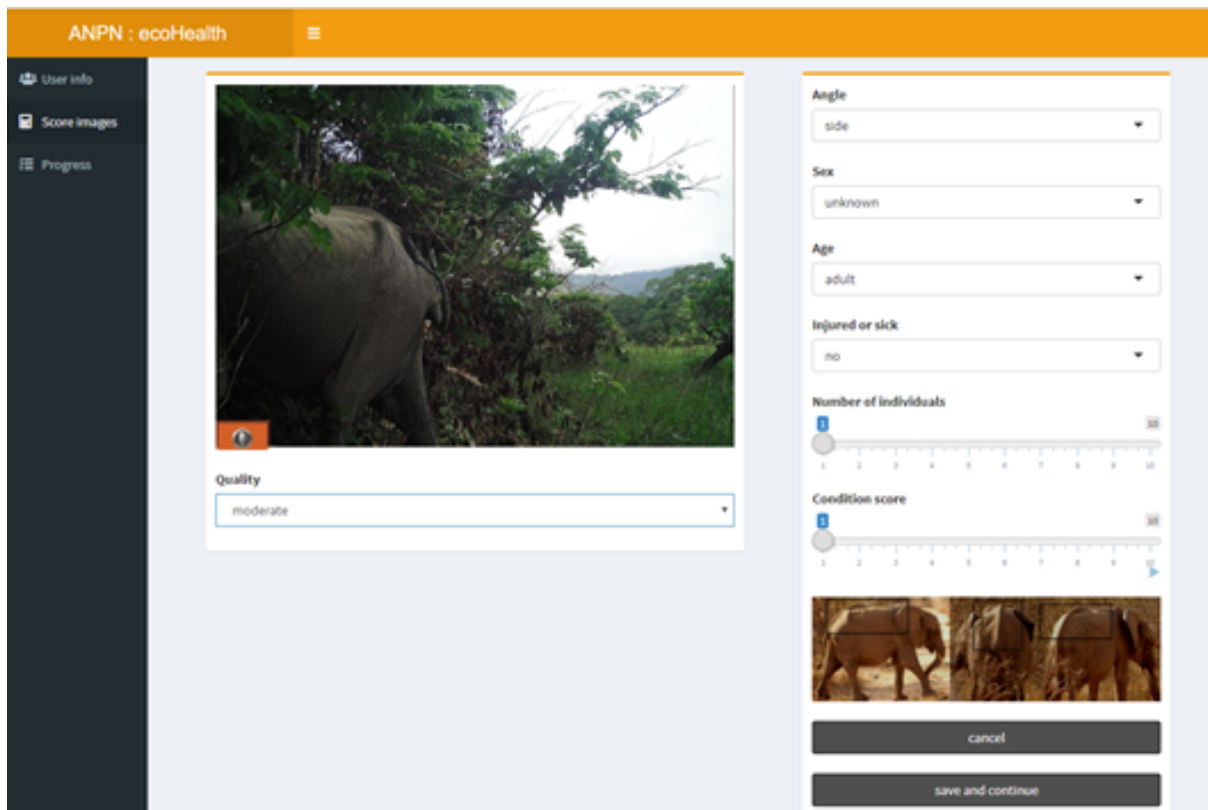 ANPN : ecoHealth
User info
Score images
Progress
Quality
moderate
Angle
side
Sex
unknown
Age
adult
Injured or sick
no
Number of individuals
1 10
1 2 3 4 5 6 7 8 9 10
Condition score
1 10
1 2 3 4 5 6 7 8 9 10
cancel
save and continue